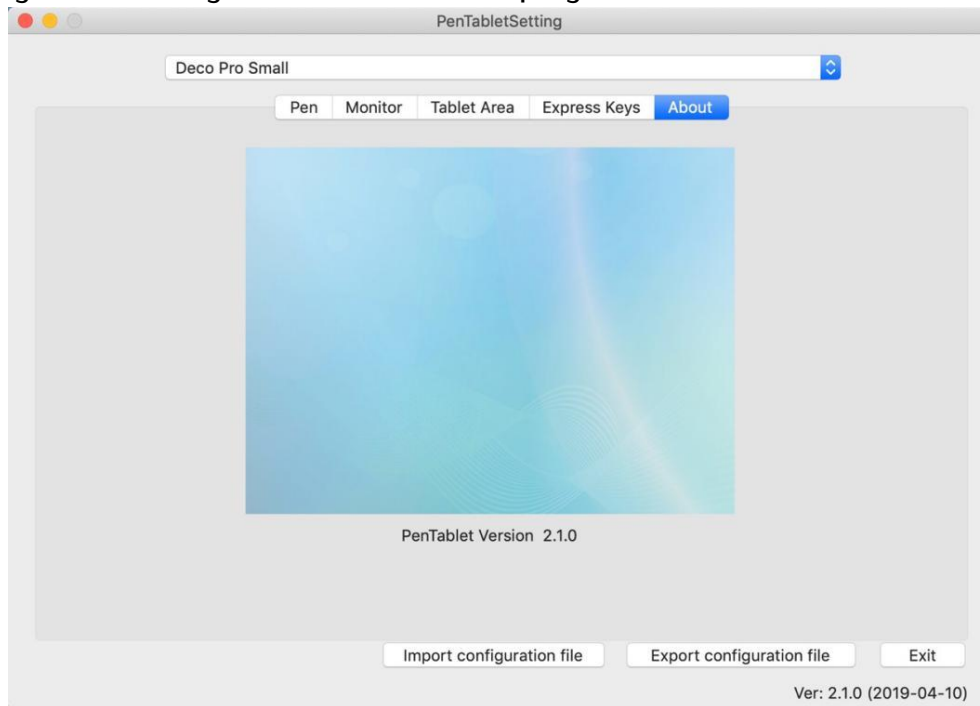 PenTabletSetting
Deco Pro Small
Pen Monitor Tablet Area Express Keys About
PenTablet Version 2.1.0
Import configuration file Export configuration file Exit
Ver: 2.1.0 (2019-04-10)